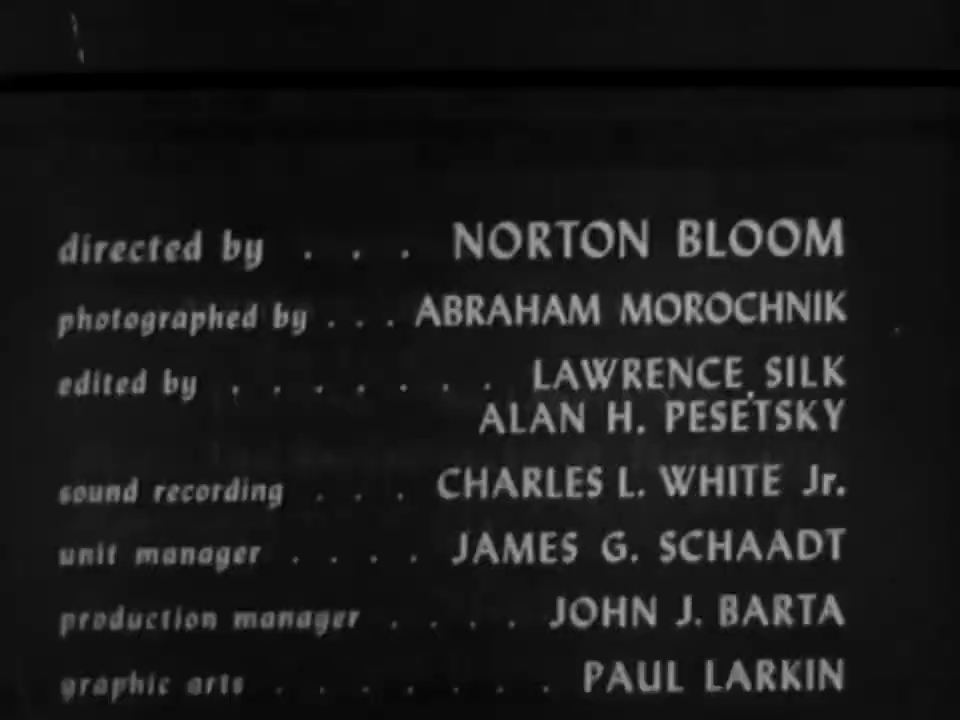 directed by . . . NORTON BLOOM
photographed by . . . ABRAHAM MOROCHNIK
edited by . . . . . . . LAWRENCE SILK
ALAN H. PESETSKY
sound recording . . . CHARLES L. WHITE Jr.
unit manager . . . . JAMES G. SCHAADT
production manager . . . . JOHN J. BARTA
graphic arts . . . . . . . PAUL LARKIN